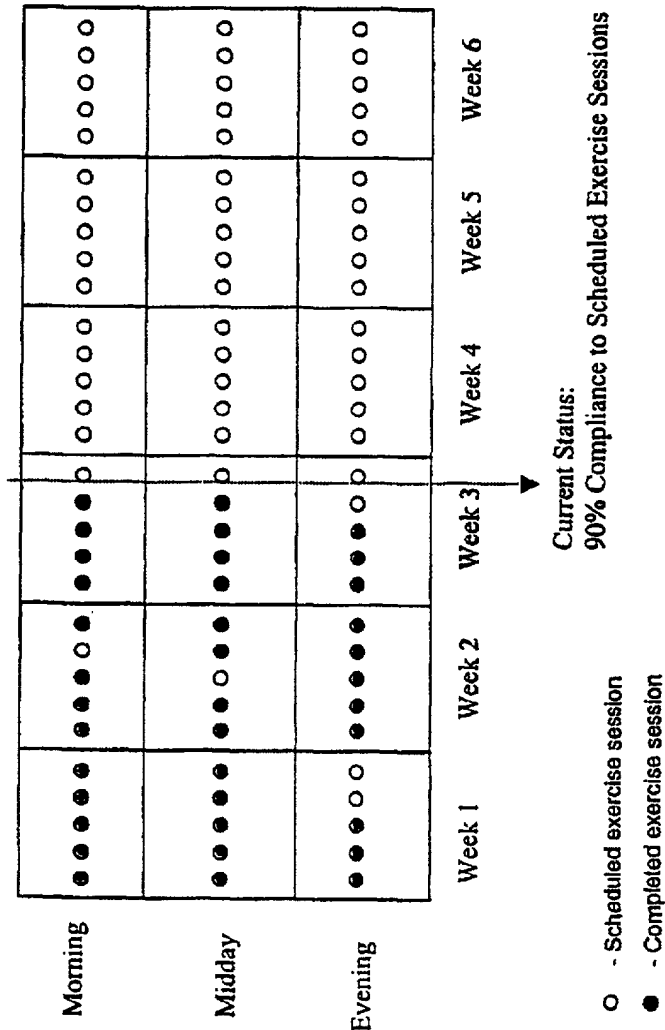 Morning
Midday
Evening
Week 1
Week 2
Week 3
Week 4
Week 5
Week 6
Current Status:
90% Compliance to Scheduled Exercise Sessions
- Scheduled exercise session
- Completed exercise session